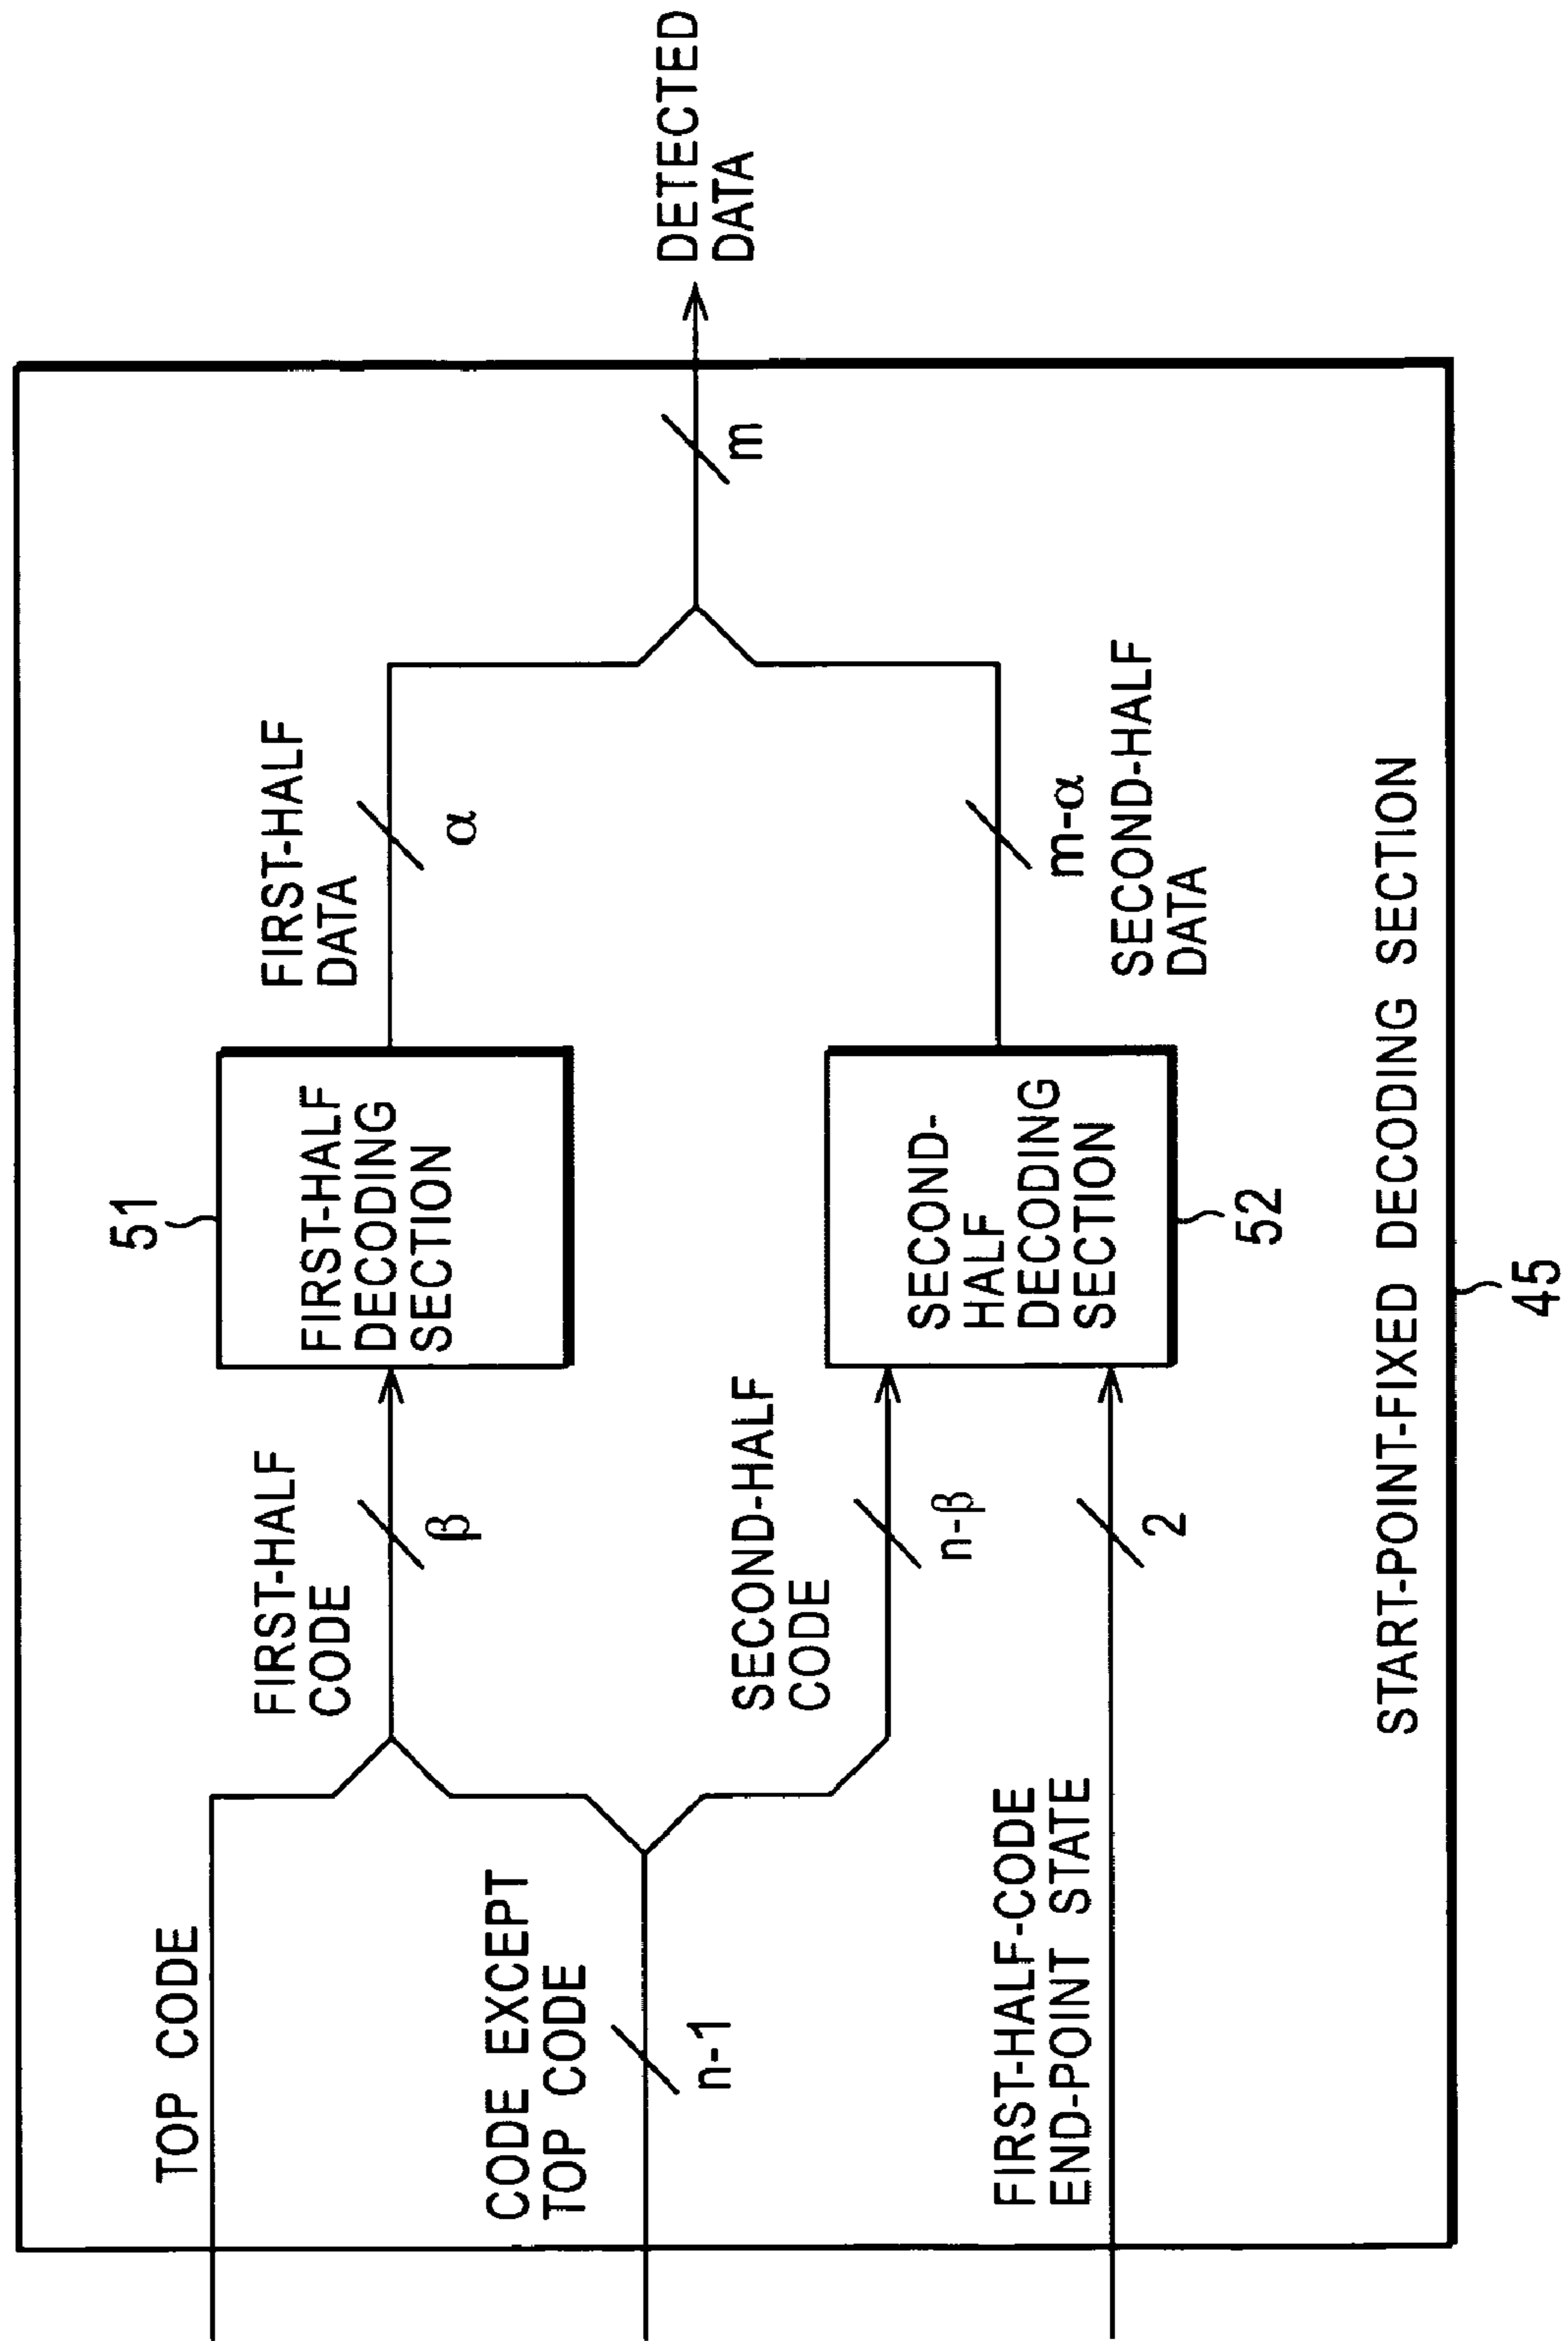 TOP CODE
CODE EXCEPT
TOP CODE
n-1
FIRST-HALF-CODE
END-POINT STATE
FIRST-HALF
CODE
β
SECOND-HALF
CODE
n-β
2
51
FIRST-HALF
DECODING
SECTION
SECOND-
HALF
DECODING
SECTION
52
FIRST-HALF
DATA
α
m-α
SECOND-HALF
DATA
m
DETECTED
DATA
START-POINT-FIXED DECODING SECTION
45